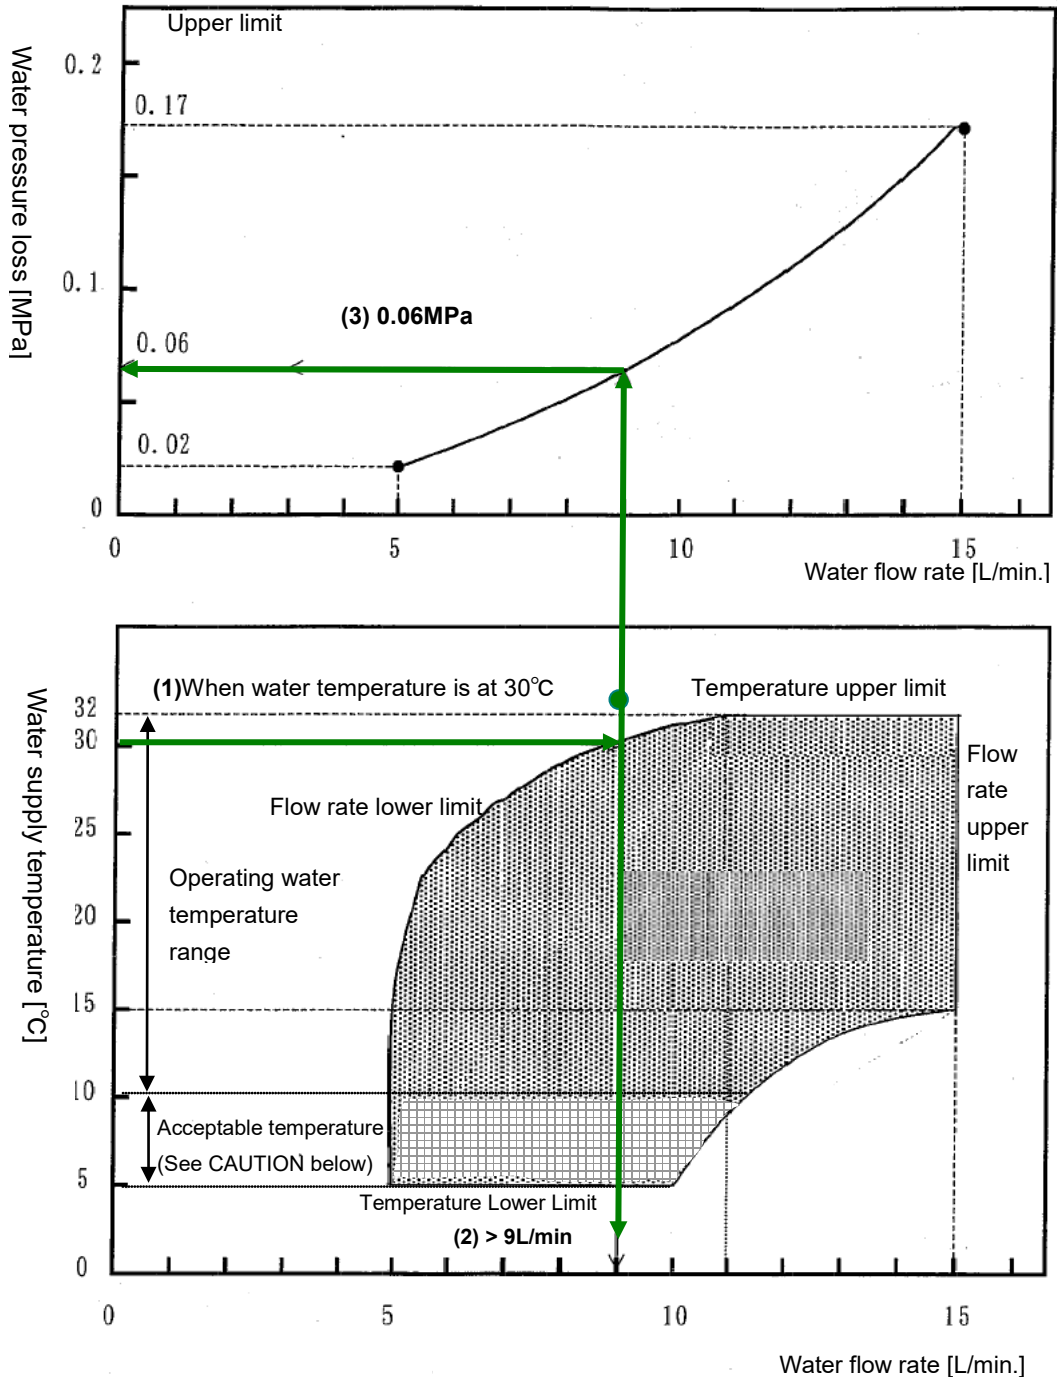 Upper limit
Water pressure loss [MPa]
0.2
0.17
0.1
(3) 0.06MPa
0.06
0.02
0
0
5
10
15
Water flow rate [L/min.]
(1)When water temperature is at 30℃
Temperature upper limit
Water supply temperature [℃]
32
30
Flow
rate
upper
limit
Flow rate lower limit
25
Operating water
temperature
range
20
15
10
Acceptable temperature
(See CAUTION below)
5
Temperature Lower Limit
(2) > 9L/min
0
0
5
10
15
Water flow rate [L/min.]